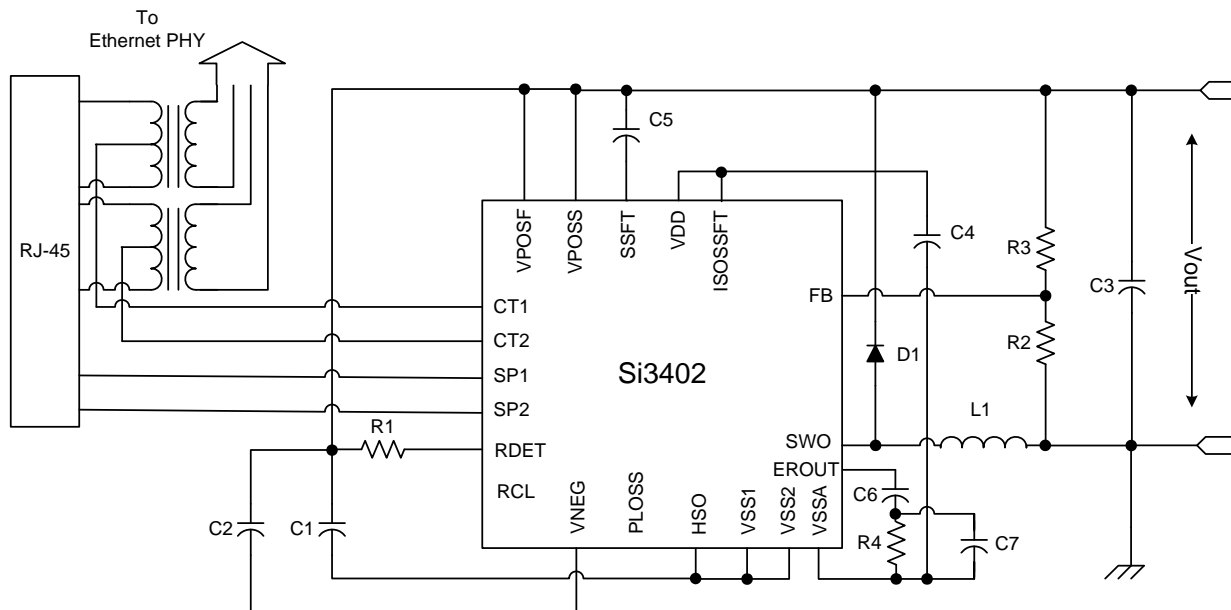 To
Ethernet PHY
RJ-45
C5
VPOSF
VPOSS
SSFT
VDD
ISOSSFT
C4
R3
C3
Vout
CT1
FB
CT2
R2
D1
SP1
Si3402
SP2
L1
R1
RDET
SWO
EROUT
RCL
VNEG
PLOSS
HSO
VSS1
VSS2
VSSA
C6
C2
C1
R4
C7